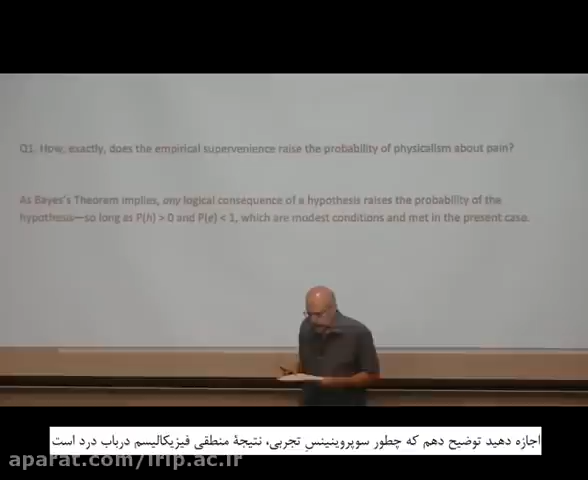 Q1. How, exactly, does the empirical supervenience raise the probability of physicalism about pain?
As Bayes's Theorem implies, any logical consequence of a hypothesis raises the probability of the
hypothesis—so long as P(h) > 0 and P(e) < 1, which are modest conditions and met in the present case.
اجازه دهید توضیح دهم که چطور سوپروینینسِ تجربی، نتیجهٔ منطقی فیزیکالیسم درباب درد است
aparat.com/irip.ac.ir